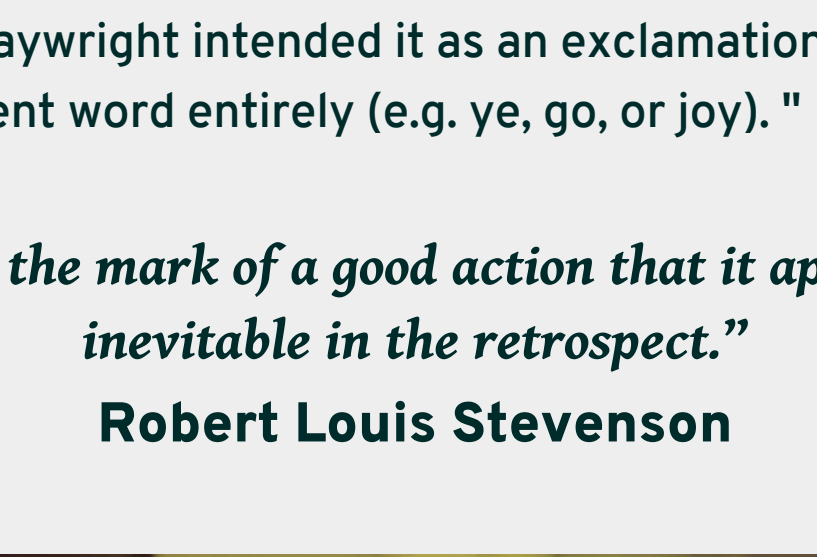 aywright intended it as an exclamation
ent word entirely (e.g. ye, go, or joy). "
the mark of a good action that it ap
inevitable in the retrospect.”
Robert Louis Stevenson